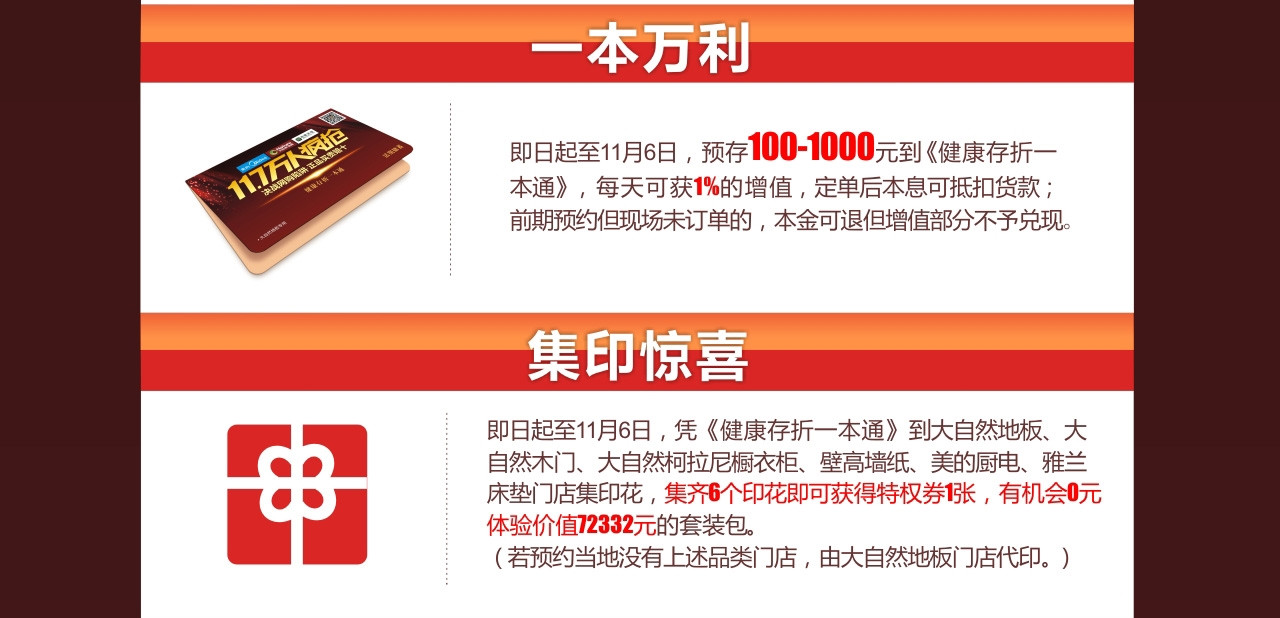 一本万利
11.7万人疯抢
即日起至11月6日，预存100-1000元到《健康存折一
本通》，每天可获1%的增值，定单后本息可抵扣货款；
前期预约但现场未订单的，本金可退但增值部分不予兑现。
集印惊喜
即日起至11月6日，凭《健康存折一本通》到大自然地板、大
自然木门、大自然柯拉尼橱衣柜、壁高墙纸、美的厨电、雅兰
床垫门店集印花，集齐6个印花即可获得特权券1张，有机会0元
体验价值72332元的套装包。
（若预约当地没有上述品类门店，由大自然地板门店代印。）